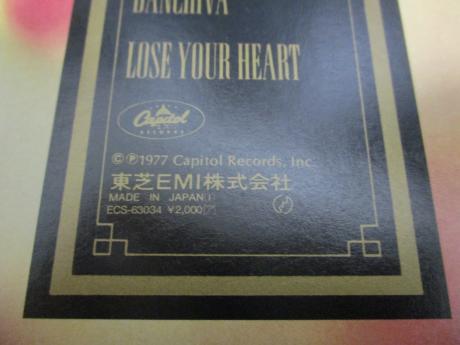 DANCHIVA
LOSE YOUR HEART
Capitol
RECORDS
©℗1977 Capitol Records, Inc.
東芝EMI株式会社
MADE IN JAPAN
ECS-63034 ¥2,000